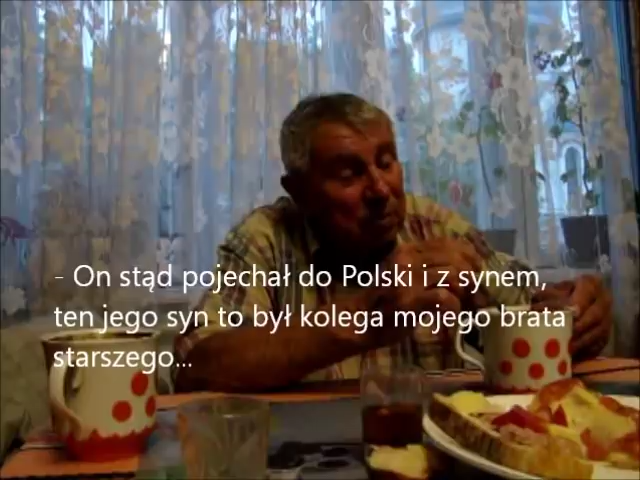 - On stąd pojechał do Polski i z synem,
ten jego syn to był kolega mojego brata
starszego...